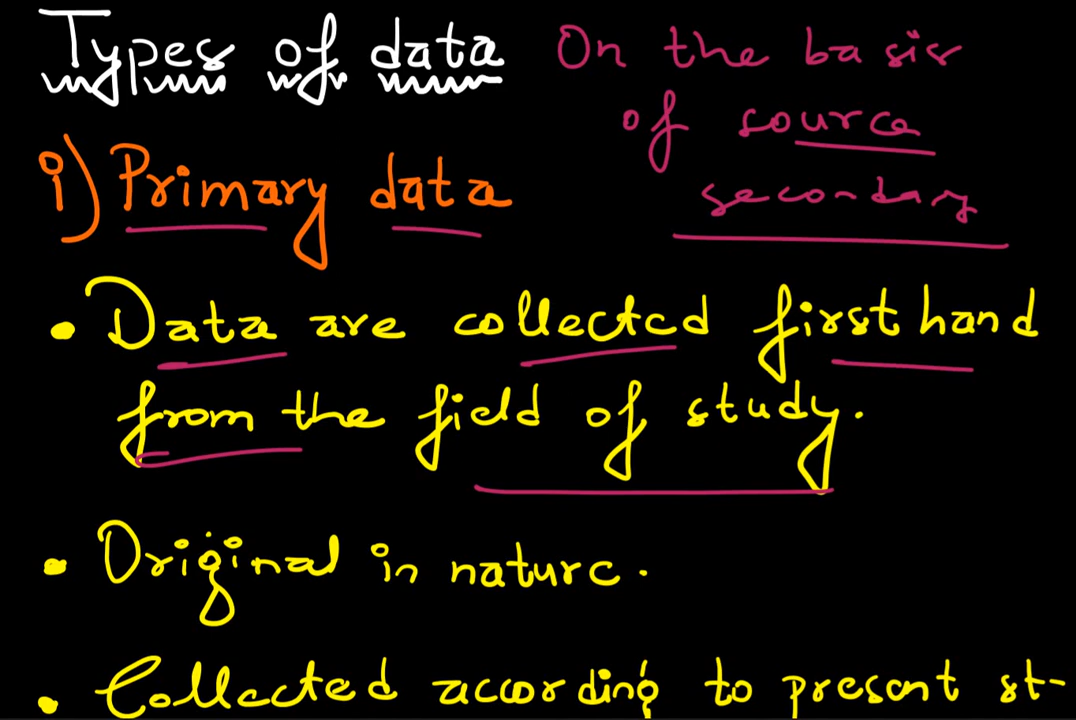 Types of data
On the basis
of source
secondary
i) Primary data
• Data are collected first hand
from the field of study.
• Original in nature.
• Collected according to present st-